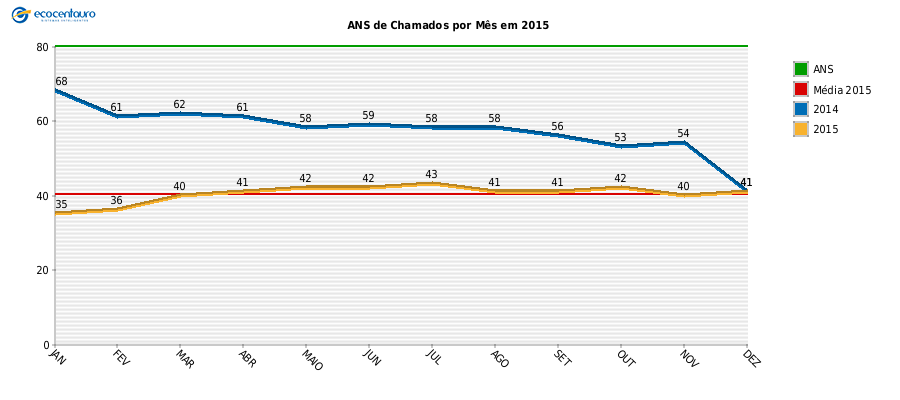 ecocentauro
ANS de Chamados por Mês em 2015
80
60
40
20
0
68 61 62 61 58 59 58 58 56 53 54 41
35 36 40 41 42 42 43 41 41 42 40 41
JAN FEV MAR ABR MAIO JUN JUL AGO SET OUT NOV DEZ
ANS
Média 2015
2014
2015